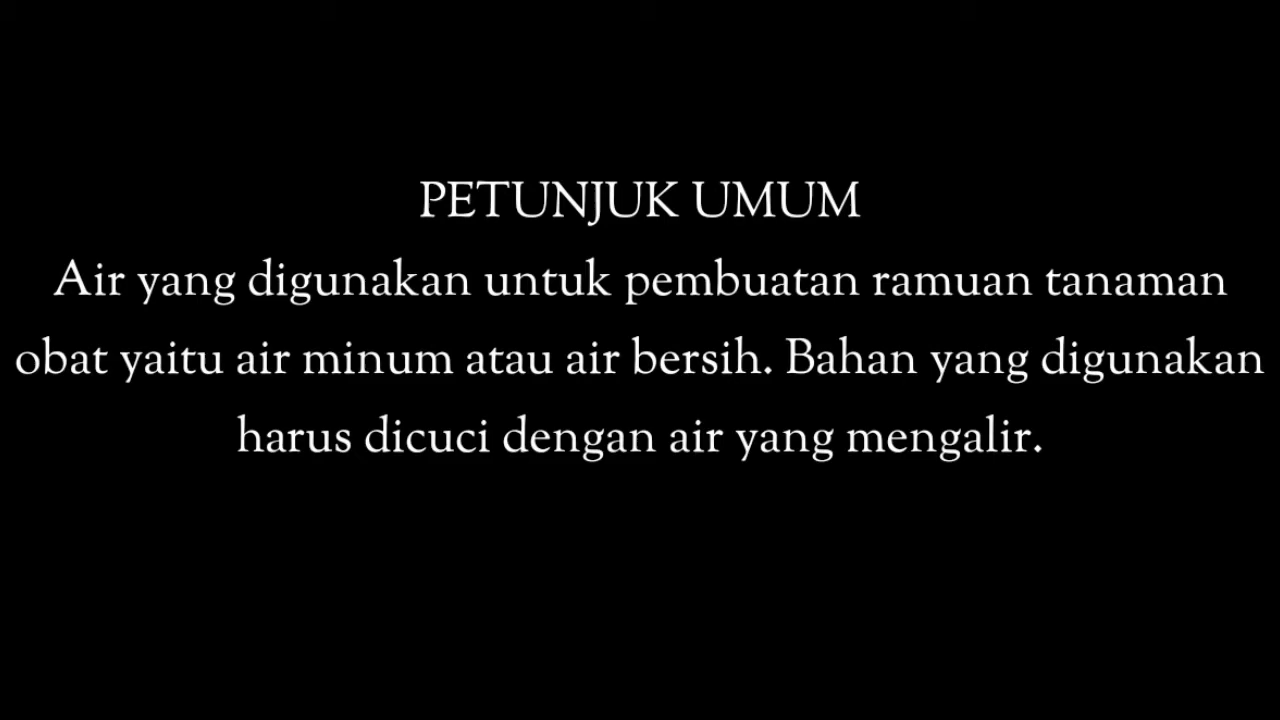 PETUNJUK UMUM
Air yang digunakan untuk pembuatan ramuan tanaman
obat yaitu air minum atau air bersih. Bahan yang digunakan
harus dicuci dengan air yang mengalir.